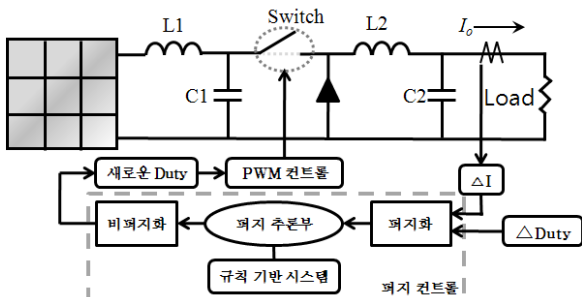 Switch
L1
L2
Io
C1
C2
Load
새로운 Duty
PWM 컨트롤
△I
비퍼지화
퍼지 추론부
퍼지화
△Duty
규칙 기반 시스템
퍼지 컨트롤